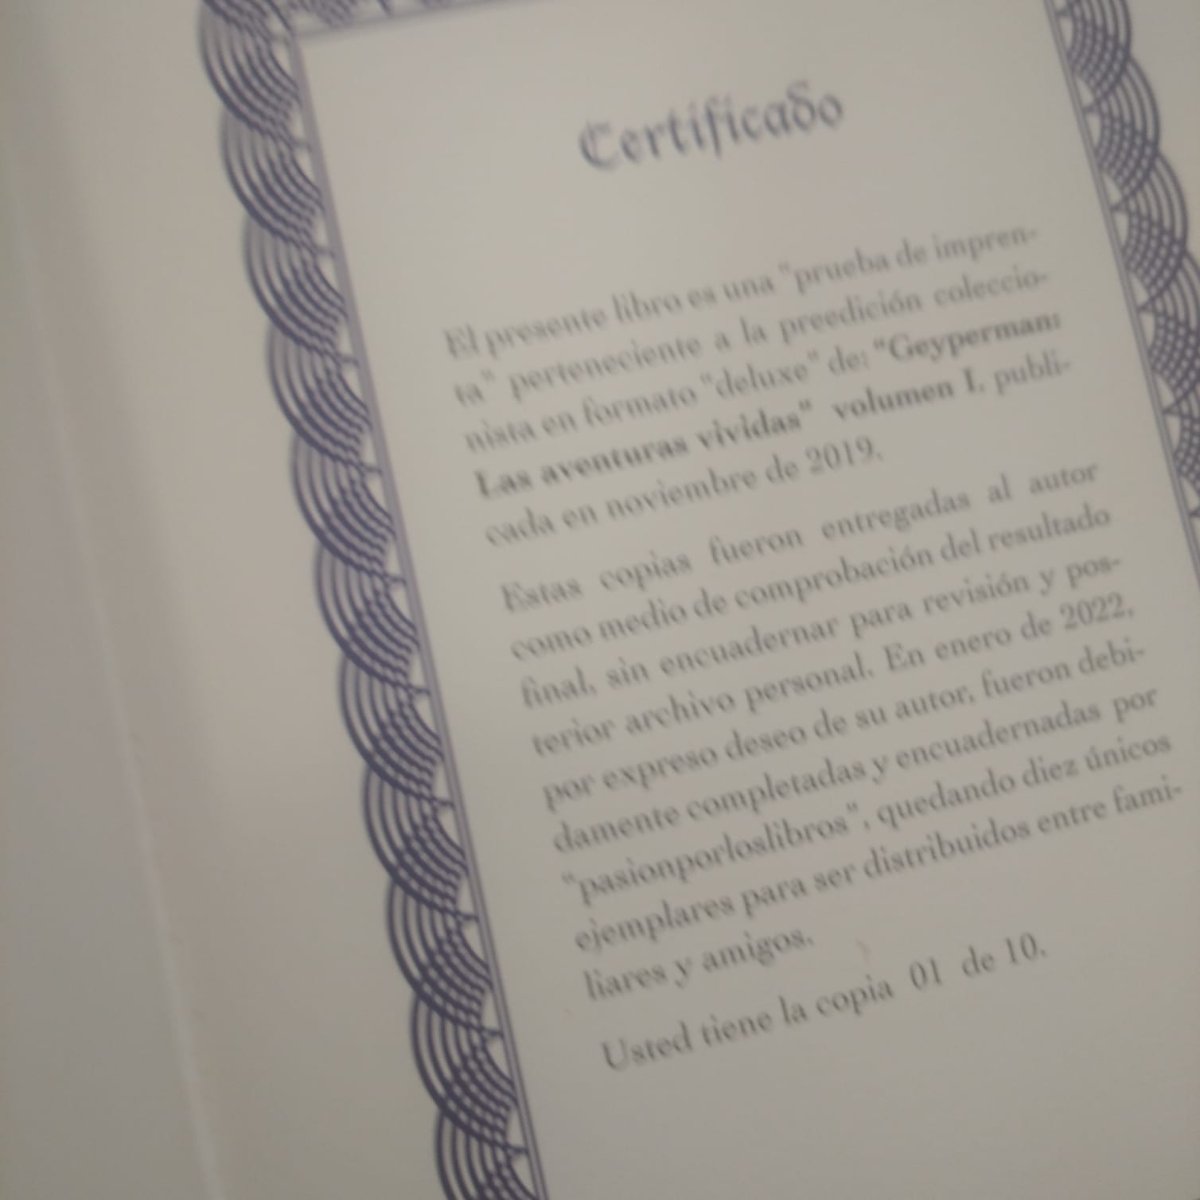 Certificado
El presente libro es una "prueba de impren-
ta" perteneciente a la preedición coleccio-
nista en formato "deluxe" de: "Geyperman:
Las aventuras vividas" volumen I, publi-
cada en noviembre de 2019.
Estas copias fueron entregadas al autor
como medio de comprobación del resultado
final, sin encuadernar para revisión y pos-
terior archivo personal. En enero de 2022,
por expreso deseo de su autor, fueron debi-
damente completadas y encuadernadas por
"pasionporloslibros", quedando diez únicos
ejemplares para ser distribuidos entre fami-
liares y amigos.
Usted tiene la copia 01 de 10.